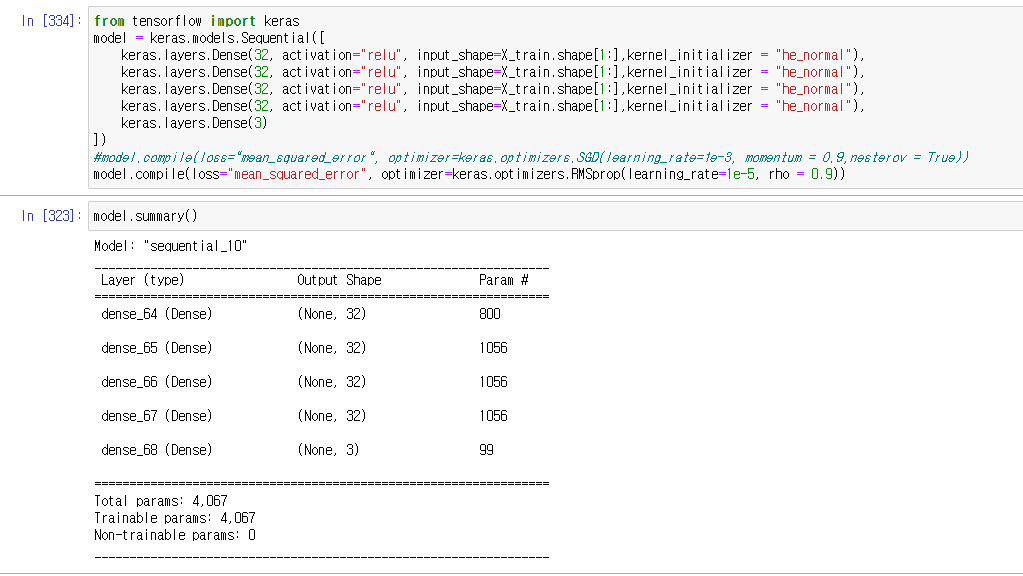 In [334]:
from tensorflow import keras
model = keras.models.Sequential([
    keras.layers.Dense(32, activation="relu", input_shape=X_train.shape[1:],kernel_initializer = "he_normal"),
    keras.layers.Dense(32, activation="relu", input_shape=X_train.shape[1:],kernel_initializer = "he_normal"),
    keras.layers.Dense(32, activation="relu", input_shape=X_train.shape[1:],kernel_initializer = "he_normal"),
    keras.layers.Dense(32, activation="relu", input_shape=X_train.shape[1:],kernel_initializer = "he_normal"),
    keras.layers.Dense(3)
])
#model.compile(loss="mean_squared_error", optimizer=keras.optimizers.SGD(learning_rate=1e-3, momentum = 0.9,nesterov = True))
model.compile(loss="mean_squared_error", optimizer=keras.optimizers.RMSprop(learning_rate=1e-5, rho = 0.9))
In [323]:
model.summary()
Model: "sequential_10"
_________________________________________________________________
Layer (type) Output Shape Param #
=================================================================
dense_64 (Dense) (None, 32) 800
dense_65 (Dense) (None, 32) 1056
dense_66 (Dense) (None, 32) 1056
dense_67 (Dense) (None, 32) 1056
dense_68 (Dense) (None, 3) 99
=================================================================
Total params: 4,067
Trainable params: 4,067
Non-trainable params: 0
_________________________________________________________________